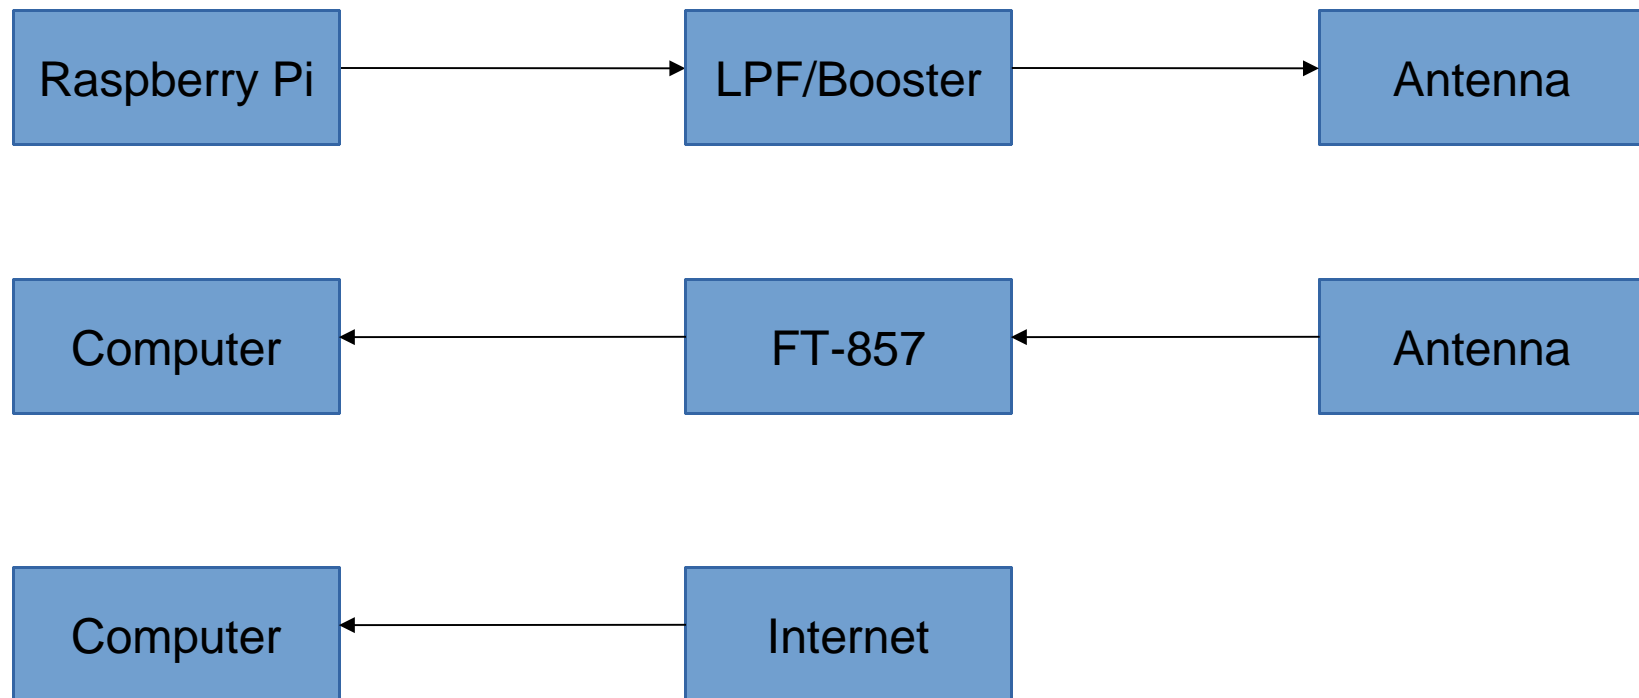 Raspberry Pi
LPF/Booster
Antenna
Computer
FT-857
Antenna
Computer
Internet